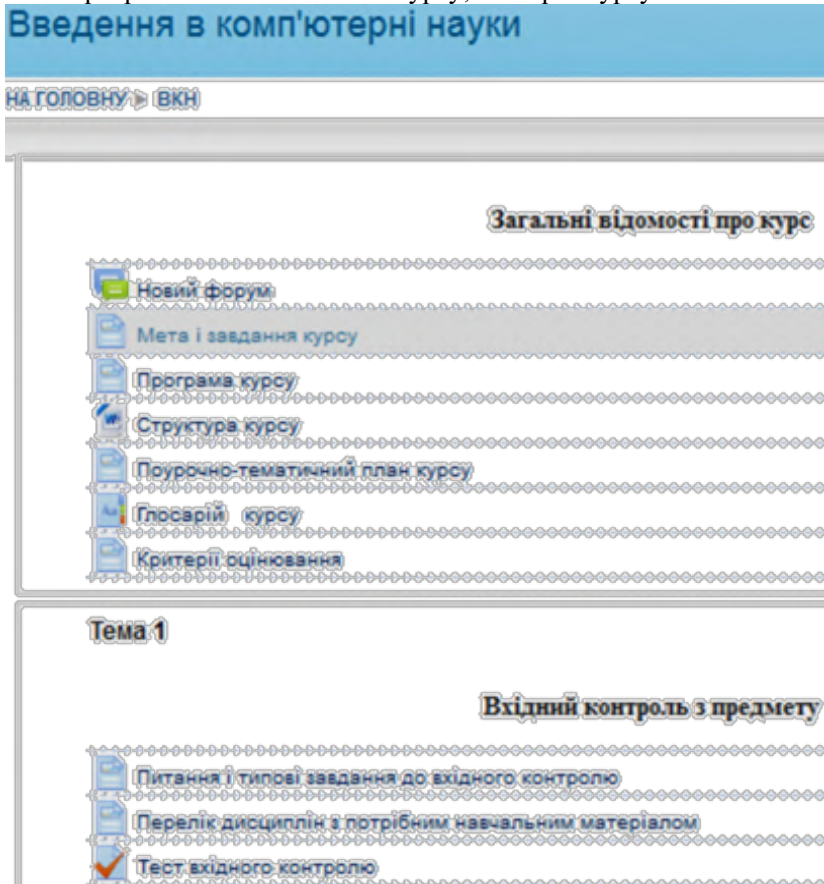 Введення в комп'ютерні науки
НА ГОЛОВНУ ► ВКН
Загальні відомості про курс
Новий форум
Мета і завдання курсу
Програма курсу
Структура курсу
Поурочно-тематичний план курсу
Глосарій курсу
Критерії оцінювання
Тема 1
Вхідний контроль з предмету
Питання і типові завдання до вхідного контролю
Перелік дисциплін з потрібним навчальним матеріалом
Тест вхідного контролю